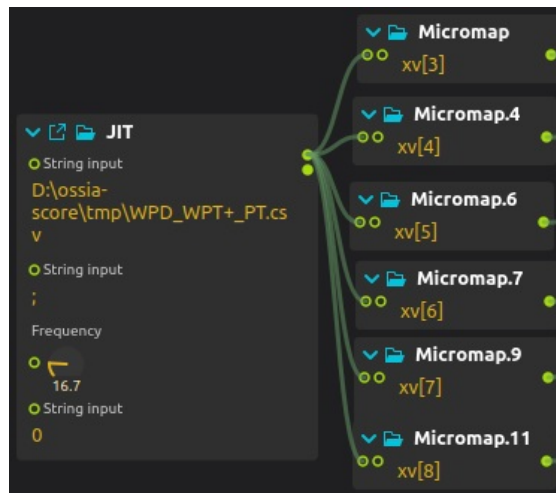 JIT
String input
D:\ossia-
score\tmp\WPD_WPT+_PT.cs
v
String input
;
Frequency
16.7
String input
0
Micromap
xv[3]
Micromap.4
xv[4]
Micromap.6
xv[5]
Micromap.7
xv[6]
Micromap.9
xv[7]
Micromap.11
xv[8]